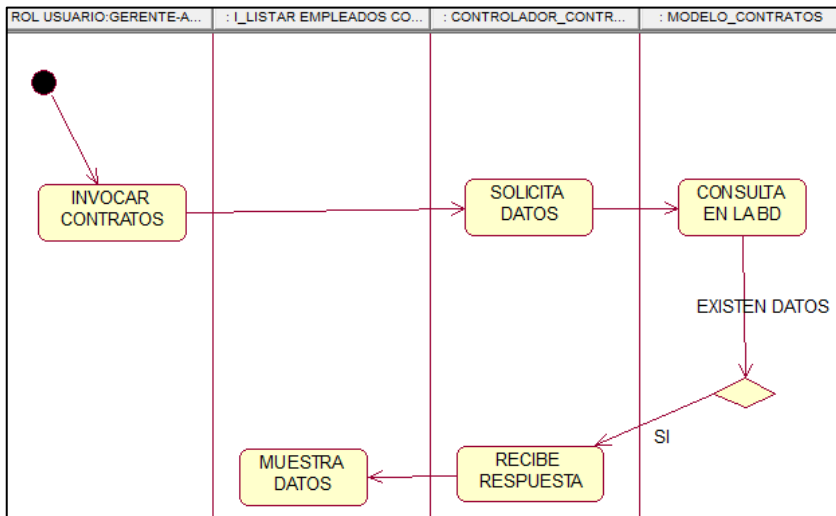 ROL USUARIO:GERENTE-A...
: I_LISTAR EMPLEADOS CO...
: CONTROLADOR_CONTR...
: MODELO_CONTRATOS
INVOCAR
CONTRATOS
SOLICITA
DATOS
CONSULTA
EN LA BD
EXISTEN DATOS
SI
MUESTRA
DATOS
RECIBE
RESPUESTA